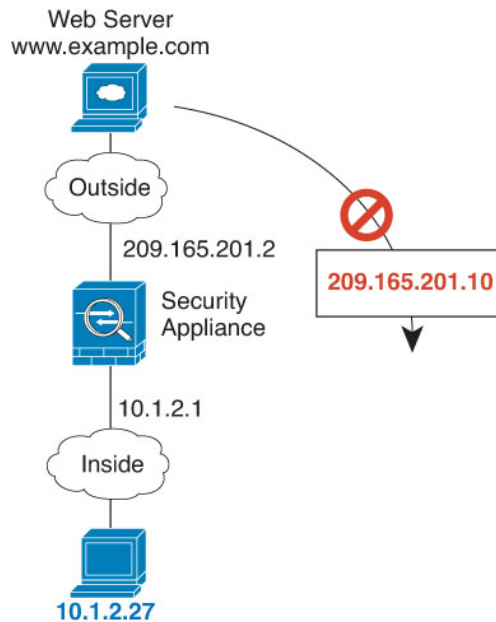 Web Server
www.example.com
Outside
209.165.201.2
209.165.201.10
Security
Appliance
10.1.2.1
Inside
10.1.2.27